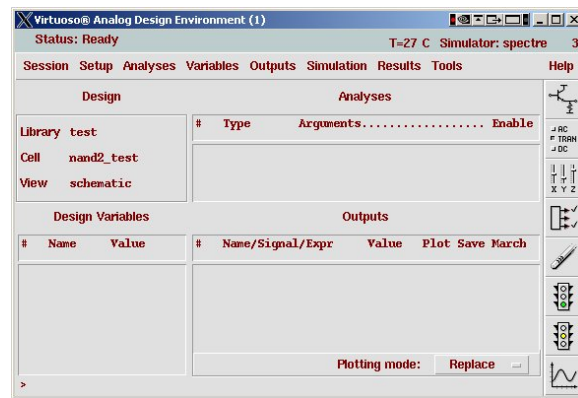 Virtuoso® Analog Design Environment (1)
Status: Ready
T=27 C Simulator: spectre 3
Session Setup Analyses Variables Outputs Simulation Results Tools Help
Design
Analyses
Library test
Cell nand2_test
View schematic
# Type Arguments.................. Enable
AC
TRAN
DC
X Y Z
Design Variables
Outputs
# Name Value
# Name/Signal/Expr Value Plot Save March
Plotting mode: Replace
>